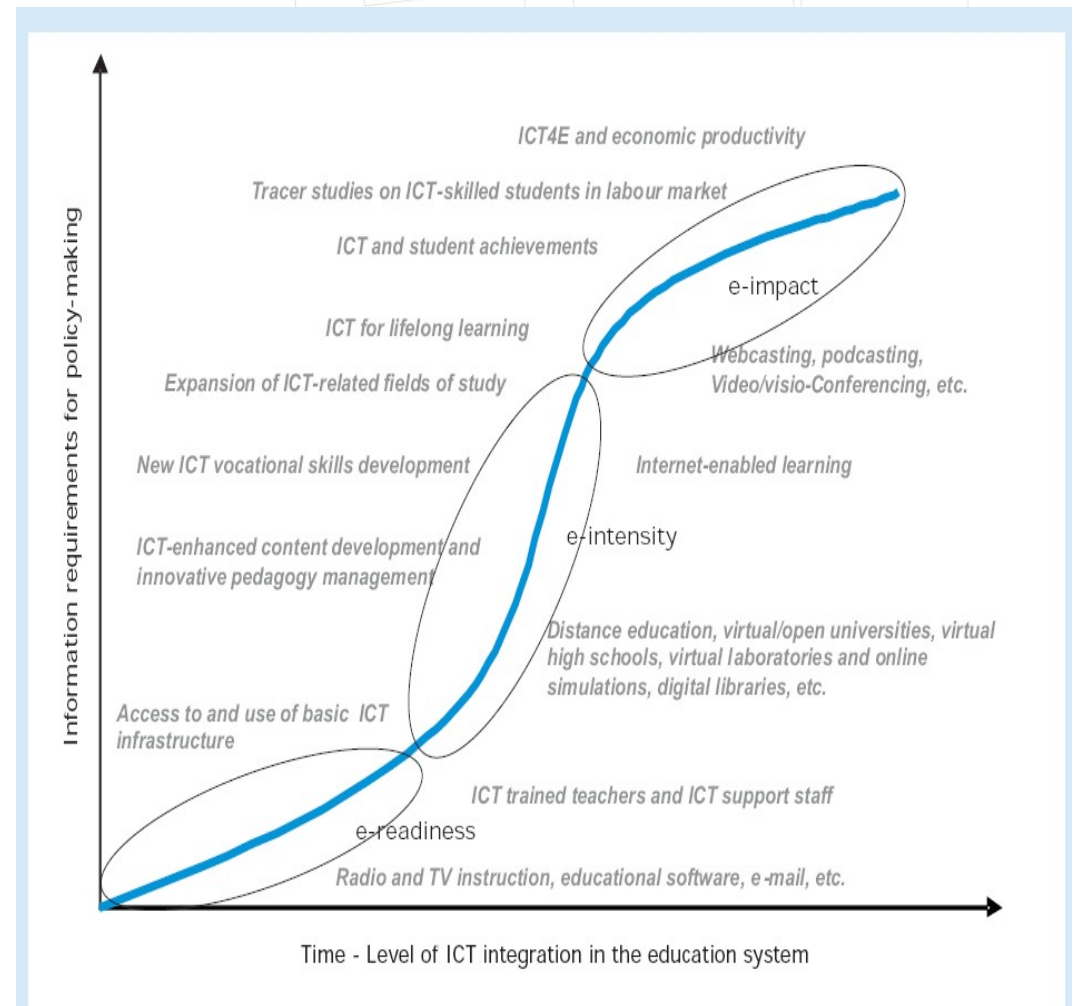 ICT4E and economic productivity
Tracer studies on ICT-skilled students in labour market
ICT and student achievements
e-impact
ICT for lifelong learning
Webcasting, podcasting,
Video/visio-Conferencing, etc.
Expansion of ICT-related fields of study
New ICT vocational skills development
Internet-enabled learning
e-intensity
ICT-enhanced content development and
innovative pedagogy management
Distance education, virtual/open universities, virtual
high schools, virtual laboratories and online
simulations, digital libraries, etc.
Access to and use of basic ICT
infrastructure
ICT trained teachers and ICT support staff
e-readiness
Radio and TV instruction, educational software, e-mail, etc.
Information requirements for policy-making
Time - Level of ICT integration in the education system